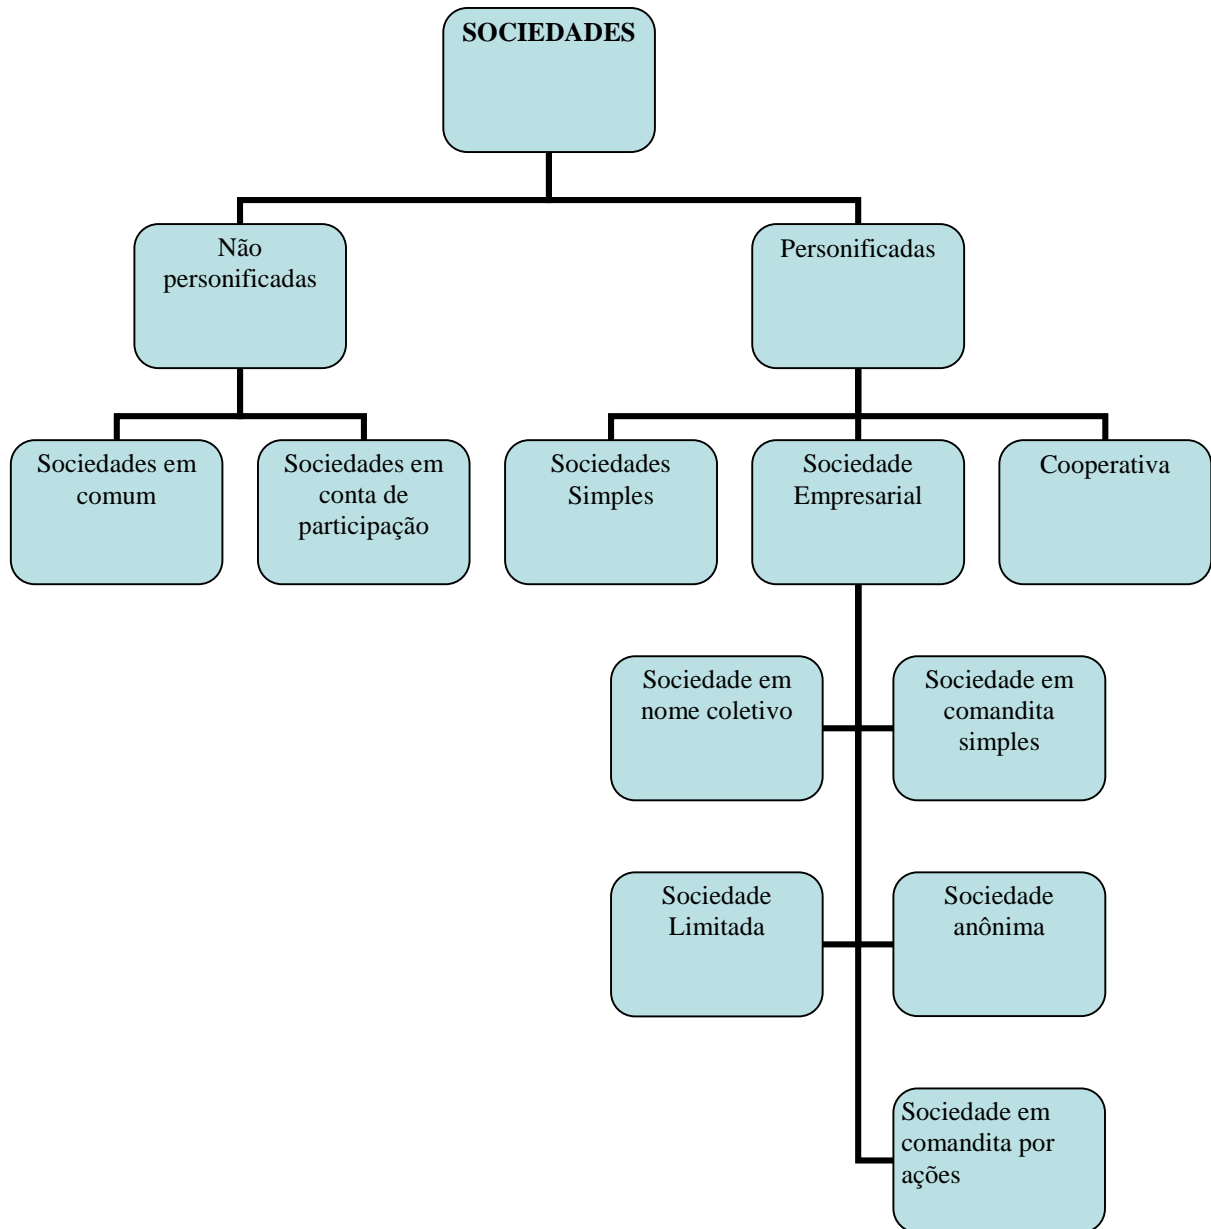 SOCIEDADES
Não
personificadas
Personificadas
Sociedades em
comum
Sociedades em
conta de
participação
Sociedades
Simples
Sociedade
Empresarial
Cooperativa
Sociedade em
nome coletivo
Sociedade em
comandita
simples
Sociedade
Limitada
Sociedade
anônima
Sociedade em
comandita por
ações